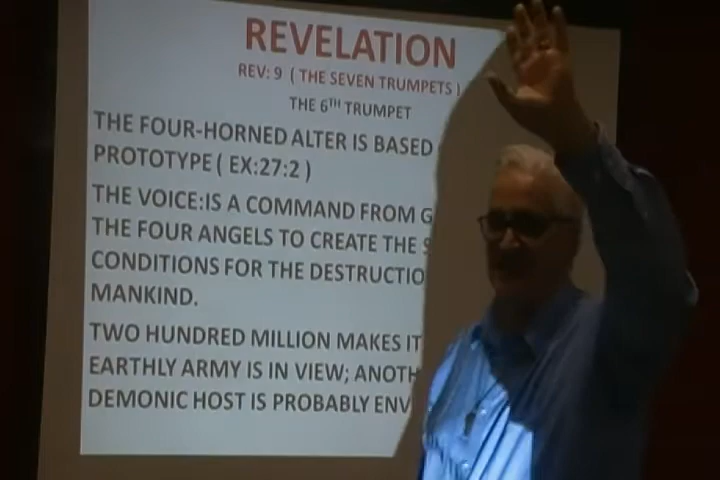 REVELATION
REV: 9 ( THE SEVEN TRUMPETS )
THE 6TH TRUMPET
THE FOUR-HORNED ALTER IS BASED
PROTOTYPE ( EX:27:2 )
THE VOICE:IS A COMMAND FROM G
THE FOUR ANGELS TO CREATE THE S
CONDITIONS FOR THE DESTRUCTIO
MANKIND.
TWO HUNDRED MILLION MAKES IT
EARTHLY ARMY IS IN VIEW; ANOTH
DEMONIC HOST IS PROBABLY ENV